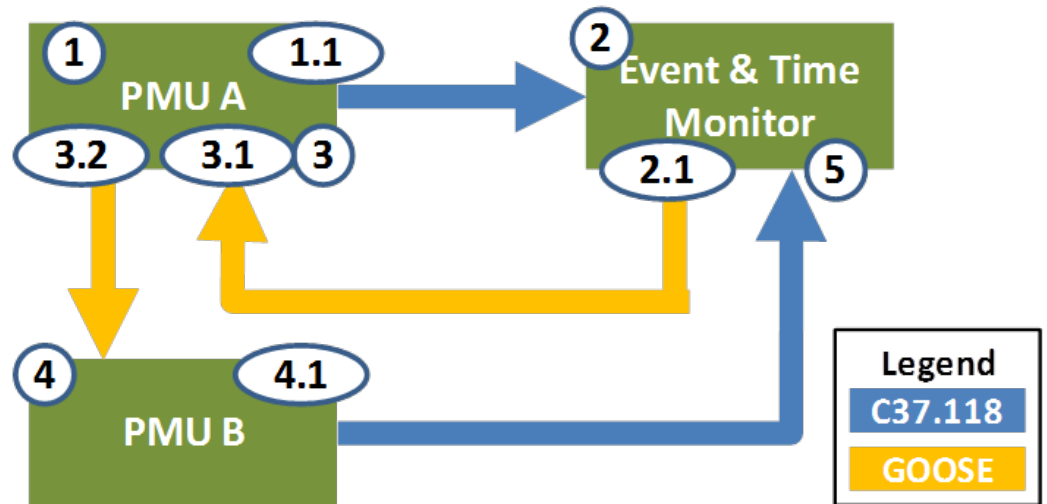 1
1.1
PMU A
3.2
3.1
3
2
Event & Time
Monitor
2.1
5
4
4.1
PMU B
Legend
C37.118
GOOSE